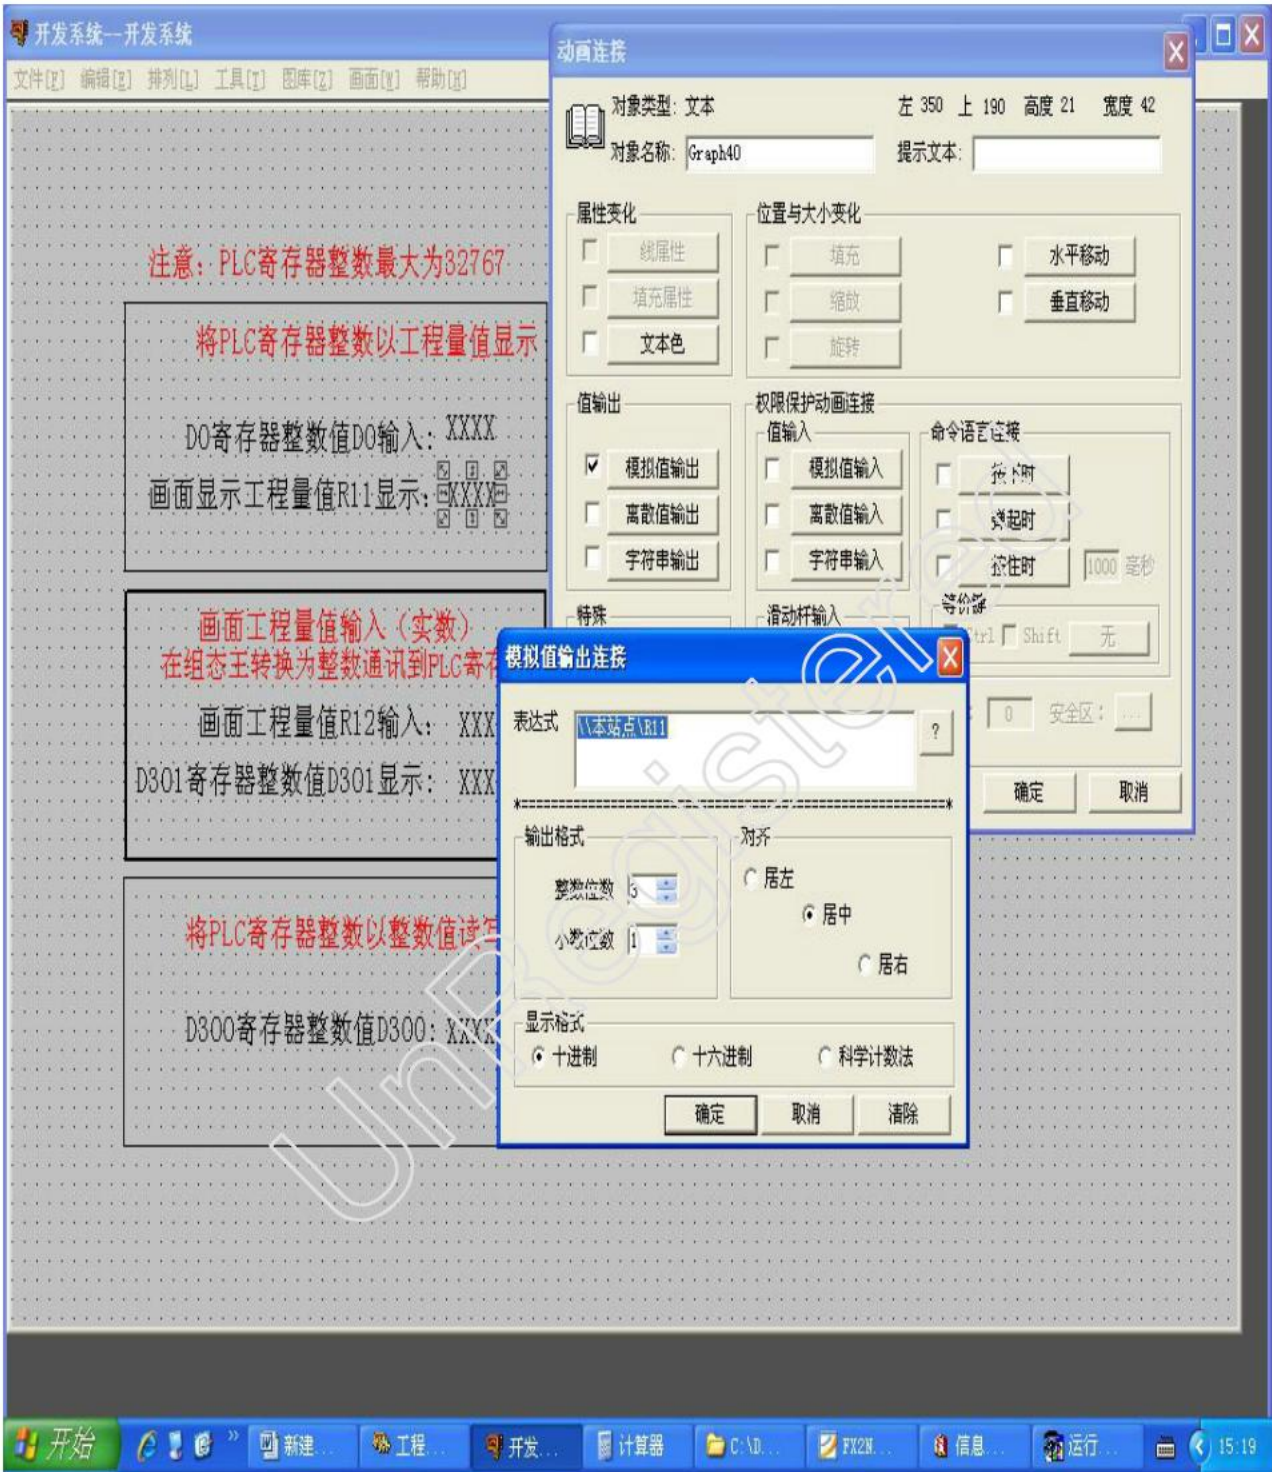 开发系统--开发系统
文件[F] 编辑[E] 排列[L] 工具[T] 图库[Z] 画面[W] 帮助[H]
注意：PLC寄存器整数最大为32767
将PLC寄存器整数以工程量值显示
D0寄存器整数值D0输入：XXXX
画面显示工程量值R11显示：XXXX
画面工程量值输入（实数）
在组态王转换为整数通讯到PLC寄存
画面工程量值R12输入： XXX
D301寄存器整数值D301显示： XXX
将PLC寄存器整数以整数值读写
D300寄存器整数值D300：XXXX
动画连接
对象类型：文本 左 350 上 190 高度 21 宽度 42
对象名称：Graph40 提示文本：
属性变化
线属性
填充属性
文本色
位置与大小变化
填充 水平移动
缩放 垂直移动
旋转
值输出
模拟值输出
离散值输出
字符串输出
权限保护动画连接
值输入
模拟值输入
离散值输入
字符串输入
命令语言连接
按下时
弹起时
按住时 1000 毫秒
特殊
滑动杆输入
等价键
Ctrl Shift 无
0 安全区： ...
确定 取消
模拟值输出连接
表达式 \\本站点\R11 ?
输出格式
整数位数 3
小数位数 1
对齐
居左
居中
居右
显示格式
十进制 十六进制 科学计数法
确定 取消 清除
UnRegistered
开始 新建... 工程... 开发... 计算器 C:\D... FX2N... 信息... 运行... 15:19